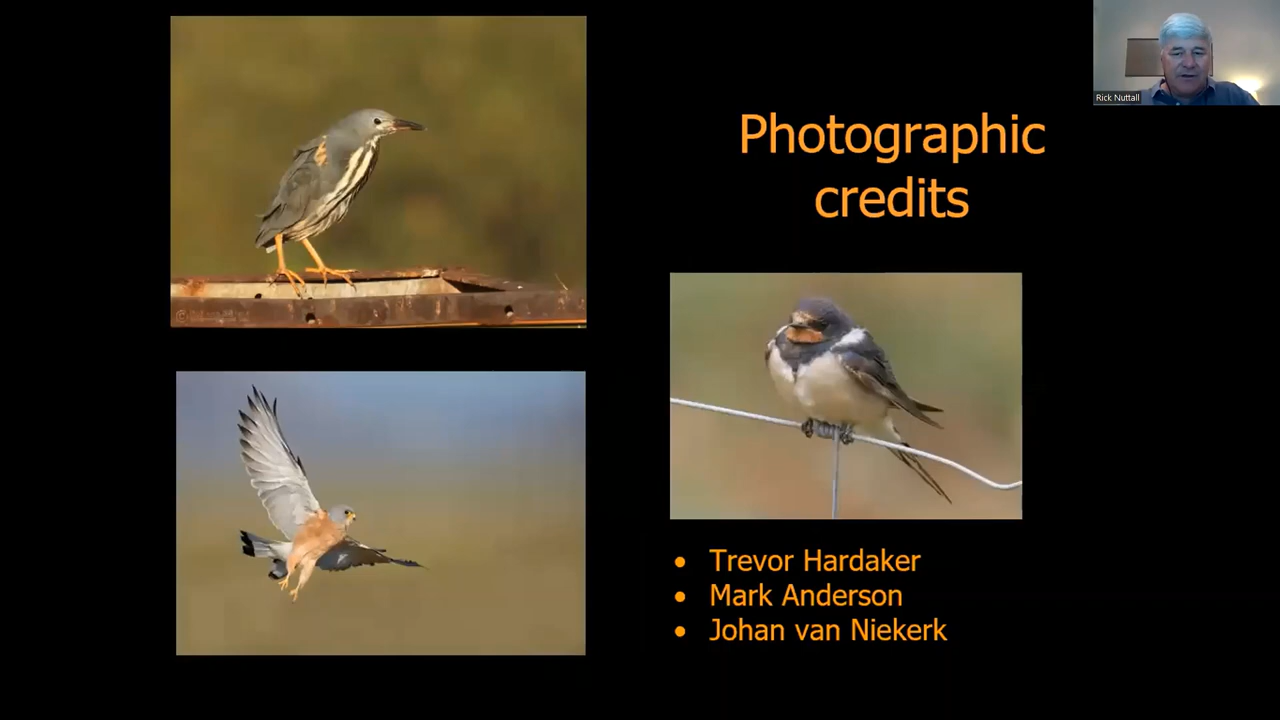 Rick Nuttall
Photographic
credits
• Trevor Hardaker
• Mark Anderson
• Johan van Niekerk